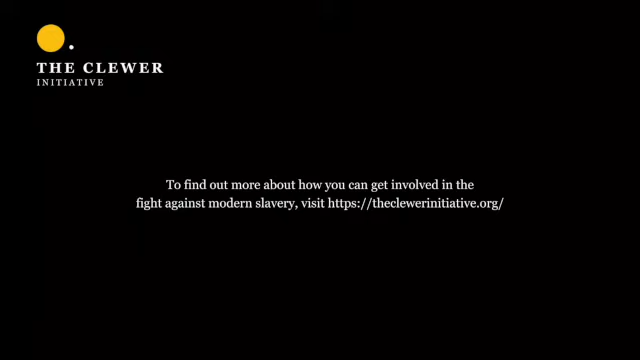 THE CLEWER
INITIATIVE
To find out more about how you can get involved in the
fight against modern slavery, visit https://theclewerinitiative.org/